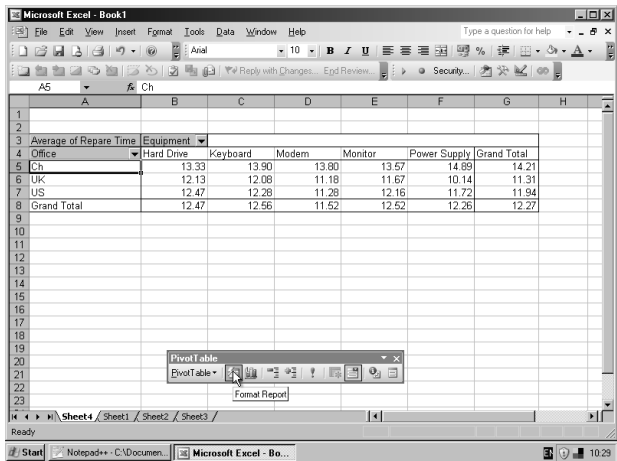 Microsoft Excel - Book1
File Edit View Insert Format Tools Data Window Help Type a question for help
Arial 10 B I U %  A
Reply with Changes... End Review... Security...
A5 fx Ch
A B C D E F G H
1
2
3 Average of Repare Time Equipment
4 Office Hard Drive Keyboard Modem Monitor Power Supply Grand Total
5 Ch 13.33 13.90 13.80 13.57 14.89 14.21
6 UK 12.13 12.08 11.18 11.67 10.14 11.31
7 US 12.47 12.28 11.28 12.16 11.72 11.94
8 Grand Total 12.47 12.56 11.52 12.52 12.26 12.27
9
10
11
12
13
14
15
16
17
18
19
20
21
22
23
PivotTable
PivotTable
Format Report
Sheet4 Sheet1 Sheet2 Sheet3
Ready
Start Notepad++ - C:\Documen... Microsoft Excel - Bo... 10:29